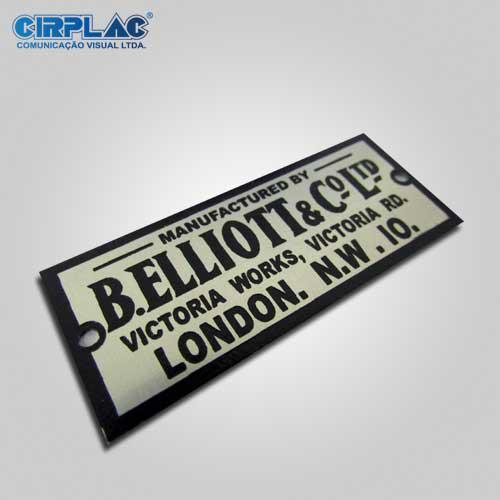 CIRPLAC®
COMUNICAÇÃO VISUAL LTDA.
MANUFACTURED BY
B.ELLIOTT & Co LTD
VICTORIA WORKS, VICTORIA RD.
LONDON. N.W.10.